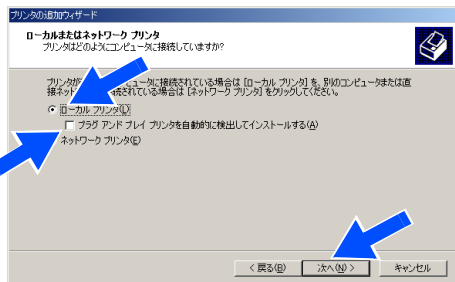 プリンタの追加ウィザード
ローカルまたはネットワーク プリンタ
プリンタはどのようにコンピュータに接続していますか?
プリンタが ュータに接続されている場合は [ローカル プリンタ] を、別のコンピュータまたは直
接ネット 続されている場合は [ネットワーク プリンタ] をクリックしてください。
ローカル プリンタ(L)
プラグ アンド プレイ プリンタを自動的に検出してインストールする(A)
ネットワーク プリンタ(E)
< 戻る(B)
次へ(N) >
キャンセル